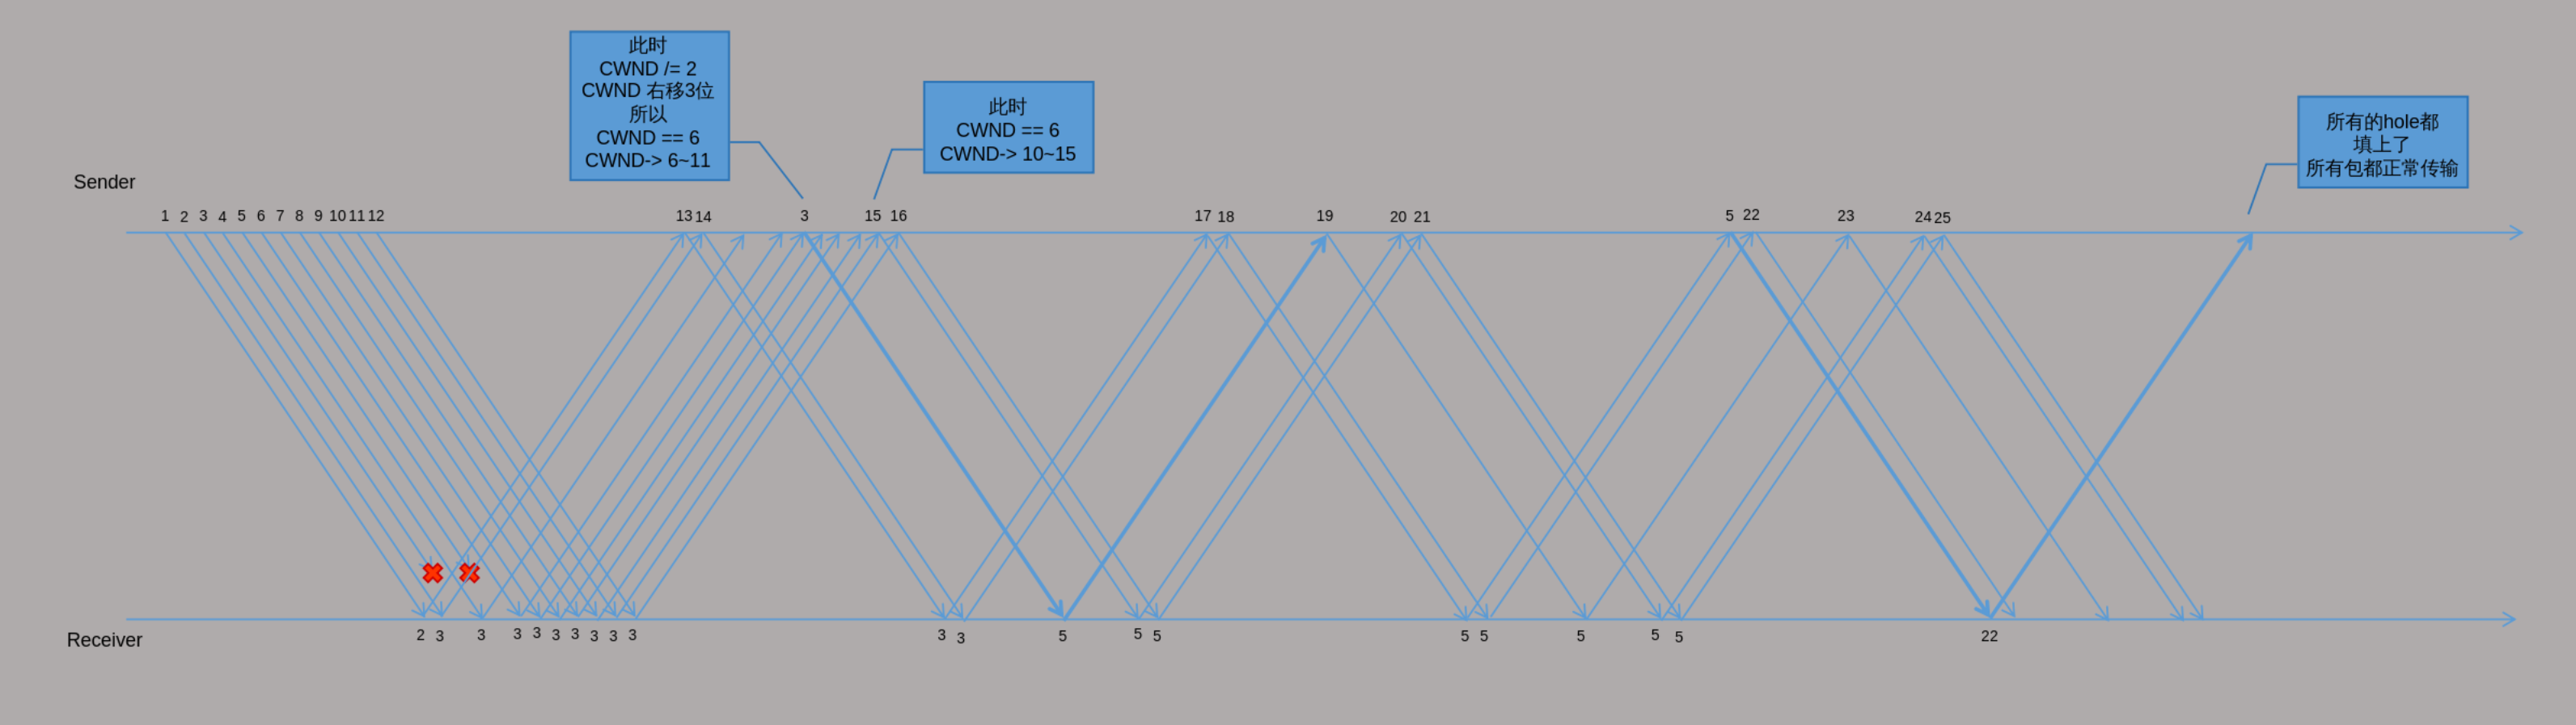 此时
CWND /= 2
CWND 右移3位
所以
CWND == 6
CWND-> 6~11
此时
CWND == 6
CWND-> 10~15
所有的hole都
填上了
所有包都正常传输
Sender
1 2 3 4 5 6 7 8 9 10 11 12 13 14 3 15 16 17 18 19 20 21 5 22 23 24 25
Receiver
2 3 3 3 3 3 3 3 3 3 3 3 5 5 5 5 5 5 5 5 22